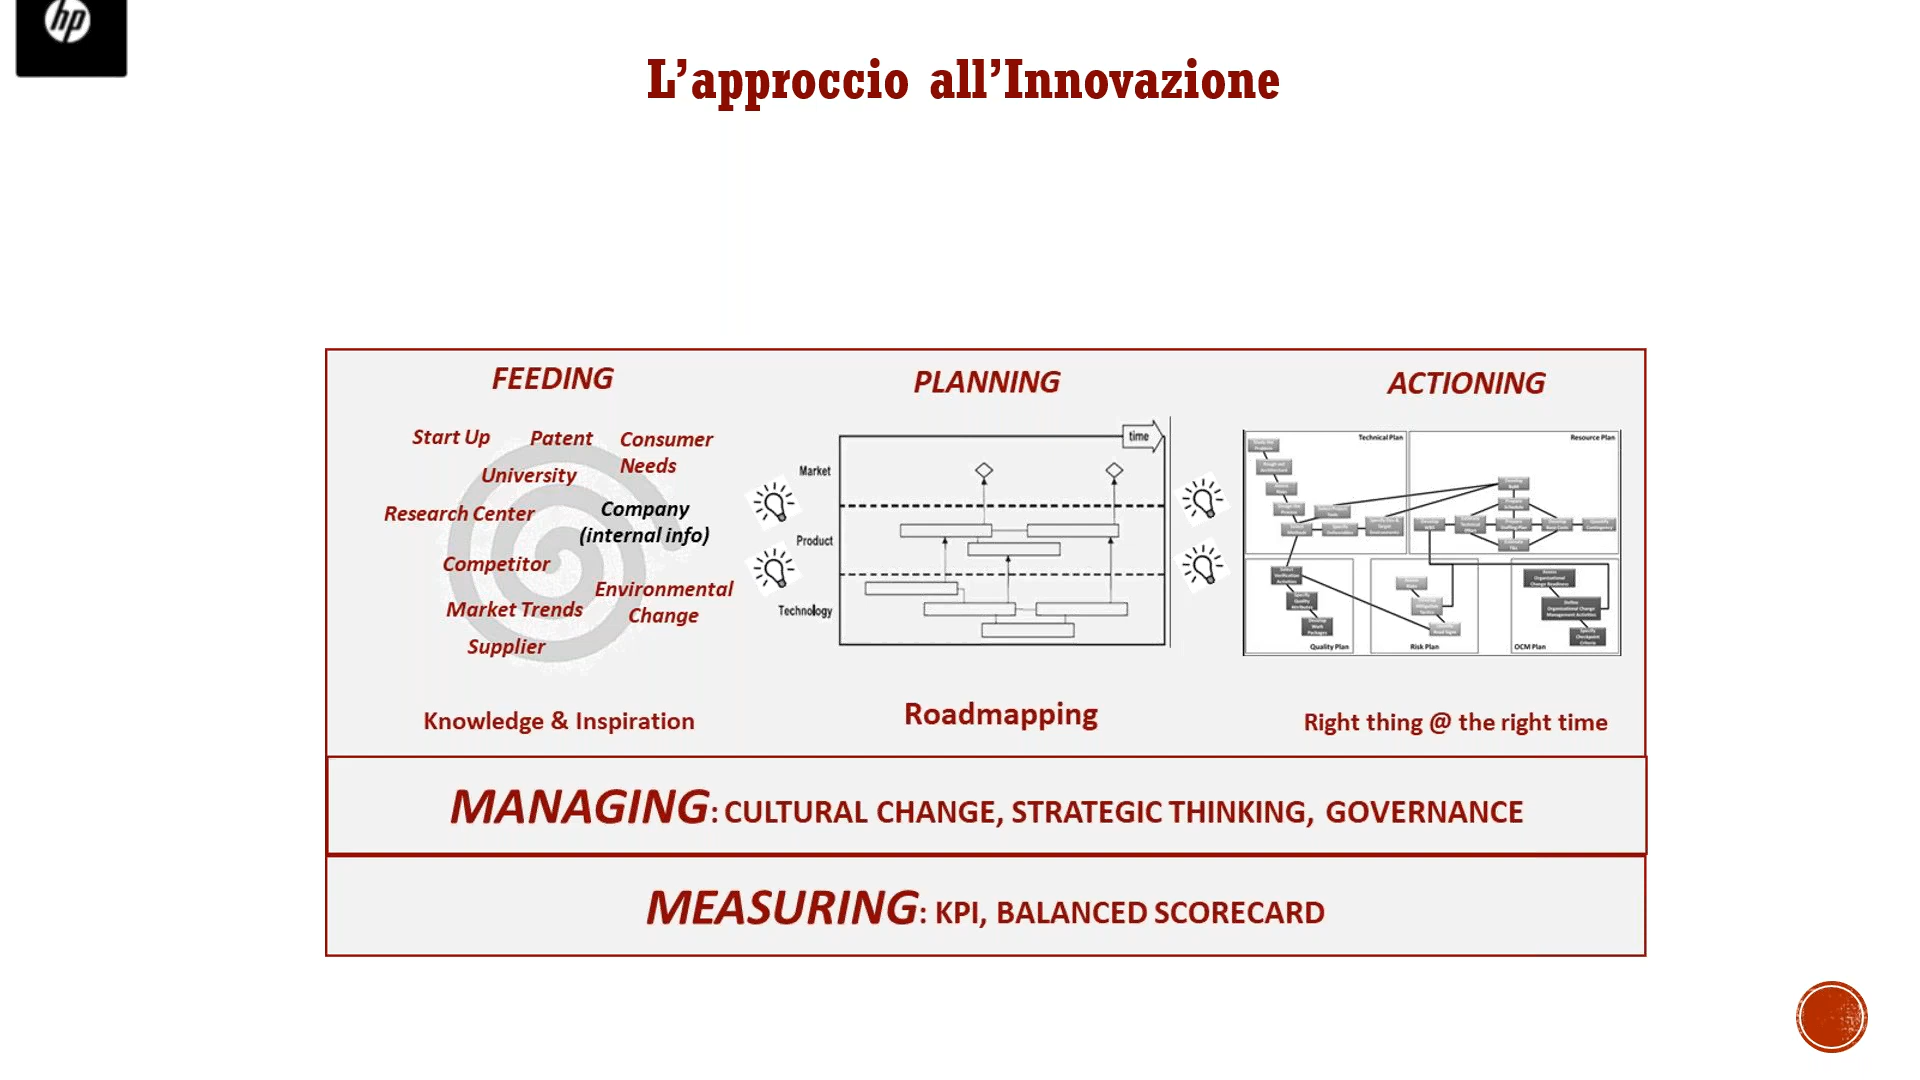 hp
L’approccio all’Innovazione
FEEDING
Start Up
Patent
Consumer
Needs
University
Research Center
Company
(internal info)
Competitor
Environmental
Change
Market Trends
Supplier
Knowledge & Inspiration
PLANNING
time
Market
Product
Technology
Roadmapping
ACTIONING
Technical Plan
Resource Plan
Quality Plan
Risk Plan
OCM Plan
Right thing @ the right time
MANAGING: CULTURAL CHANGE, STRATEGIC THINKING, GOVERNANCE
MEASURING: KPI, BALANCED SCORECARD